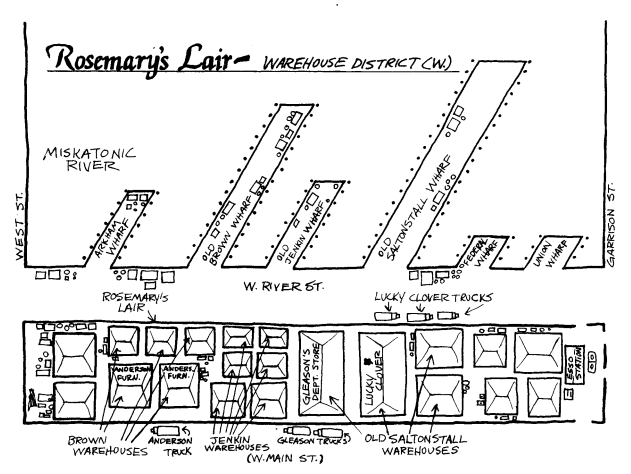 Rosemary's Lair - WAREHOUSE DISTRICT (W.)
MISKATONIC
RIVER
WEST ST.
GARRISON ST.
ARKHAM
WHARF
OLD
BROWN WHARF
OLD
JENKIN WHARF
OLD
SALTONSTALL WHARF
FEDERAL
WHARF
UNION
WHARF
W. RIVER ST.
ROSEMARY'S
LAIR
LUCKY CLOVER TRUCKS
ANDERSON
FURN.
ANDERS.
FURN.
GLEASON'S
DEPT. STORE
LUCKY
CLOVER
ESSO
STATION
BROWN
WAREHOUSES
ANDERSON
TRUCK
JENKIN
WAREHOUSES
(W. MAIN ST.)
GLEASON TRUCKS
OLD SALTONSTALL
WAREHOUSES